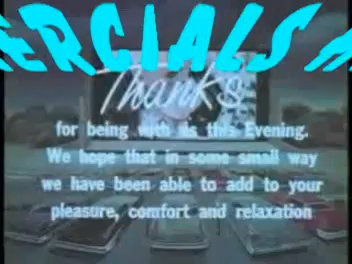 ERCIALS
Thanks
for being with us this Evening.
We hope that in some small way
we have been able to add to your
pleasure, comfort and relaxation